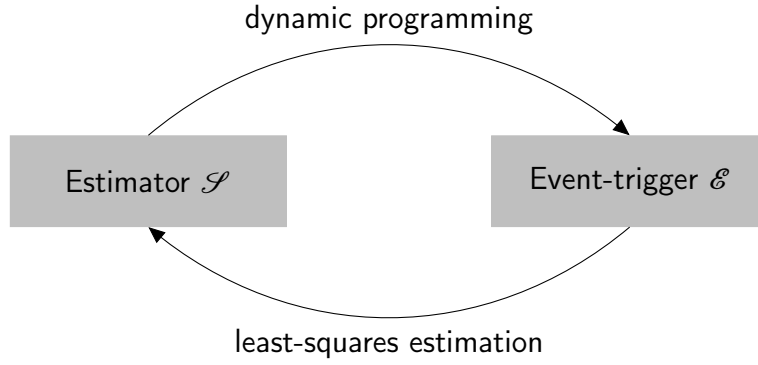 dynamic programming
Estimator 𝒮
Event-trigger ℰ
least-squares estimation